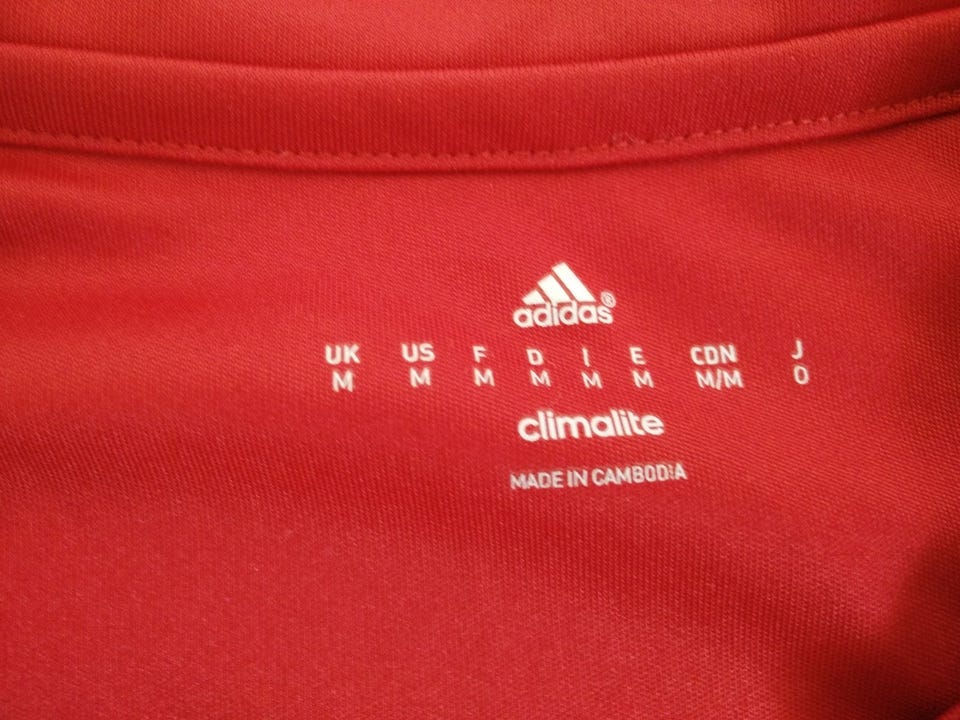 adidas®
UK US F D I E CDN J
M M M M M M M/M O
climalite
MADE IN CAMBODIA